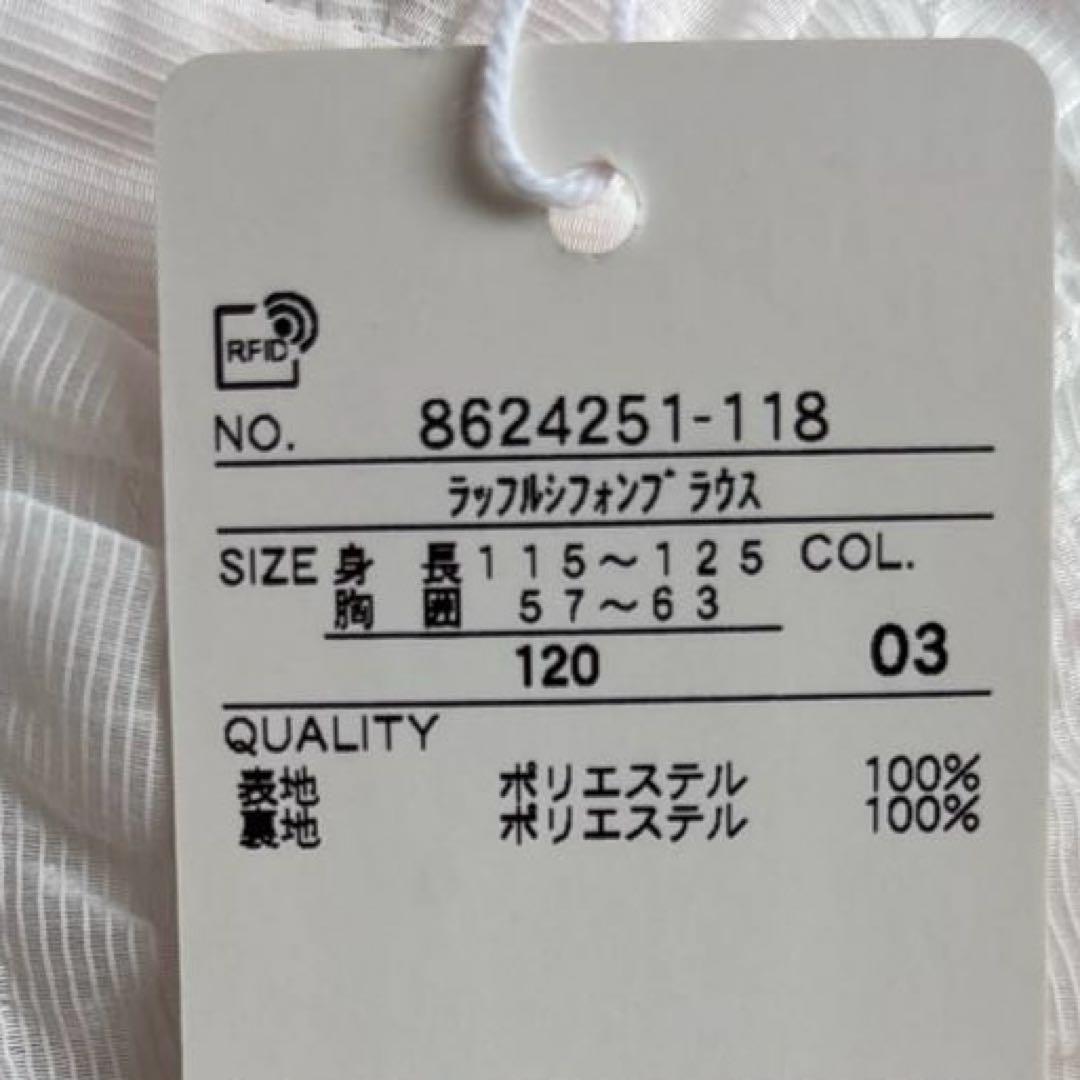 RFID
NO. 8624251-118
ラッフルシフォンブラウス
SIZE 身 長 115～125 COL.
胸 囲 57～63
120 03
QUALITY
表地 ポリエステル 100%
裏地 ポリエステル 100%